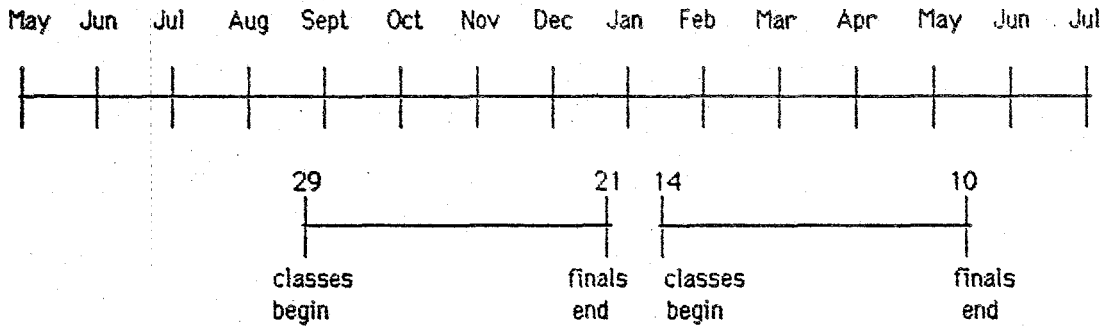 May Jun Jul Aug Sept Oct Nov Dec Jan Feb Mar Apr May Jun Jul
29 21 14 10
classes finals classes finals
begin end begin end